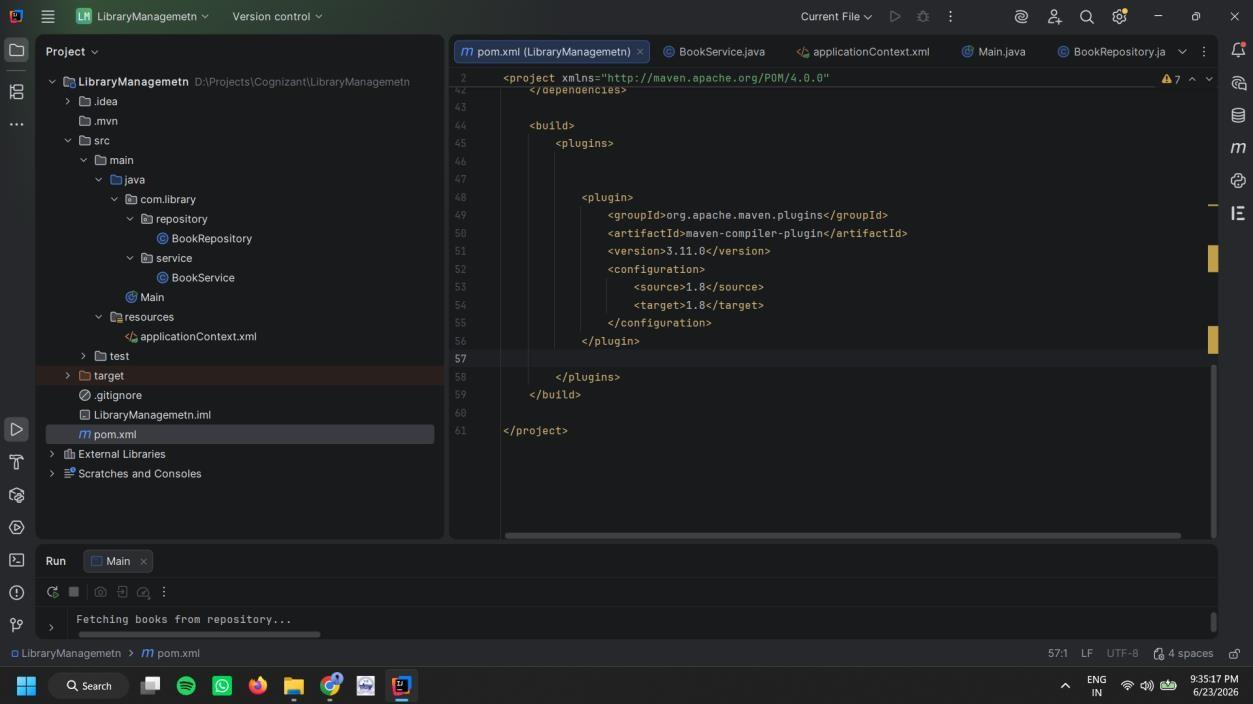 LM LibraryManagemetn Version control Current File
Project
pom.xml (LibraryManagemetn) BookService.java applicationContext.xml Main.java BookRepository.ja
LibraryManagemetn D:\Projects\Cognizant\LibraryManagemetn
.idea
.mvn
src
main
java
com.library
repository
BookRepository
service
BookService
Main
resources
applicationContext.xml
test
target
.gitignore
LibraryManagemetn.iml
pom.xml
External Libraries
Scratches and Consoles
2 <project xmlns="http://maven.apache.org/POM/4.0.0" 7
42 </dependencies>
43
44 <build>
45 <plugins>
46
47
48 <plugin>
49 <groupId>org.apache.maven.plugins</groupId>
50 <artifactId>maven-compiler-plugin</artifactId>
51 <version>3.11.0</version>
52 <configuration>
53 <source>1.8</source>
54 <target>1.8</target>
55 </configuration>
56 </plugin>
57
58 </plugins>
59 </build>
60
61 </project>
Run Main
Fetching books from repository...
LibraryManagemetn > pom.xml 57:1 LF UTF-8 4 spaces
Search ENG IN 9:35:17 PM 6/23/2026